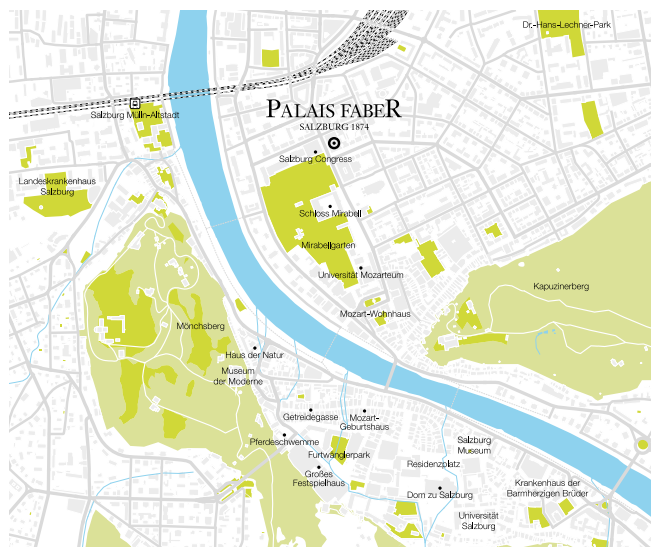 Dr.-Hans-Lechner-Park
PALAIS FABER
SALZBURG 1874
Salzburg Mülln-Altstadt
Salzburg Congress
Landeskrankenhaus
Salzburg
Schloss Mirabell
Mirabellgarten
Universität Mozarteum
Kapuzinerberg
Mozart-Wohnhaus
Mönchsberg
Haus der Natur
Museum
der Moderne
Getreidegasse
Mozart-
Geburtshaus
Pferdeschwemme
Furtwänglerpark
Salzburg
Museum
Residenzplatz
Großes
Festspielhaus
Dom zu Salzburg
Krankenhaus der
Barmherzigen Brüder
Universität
Salzburg